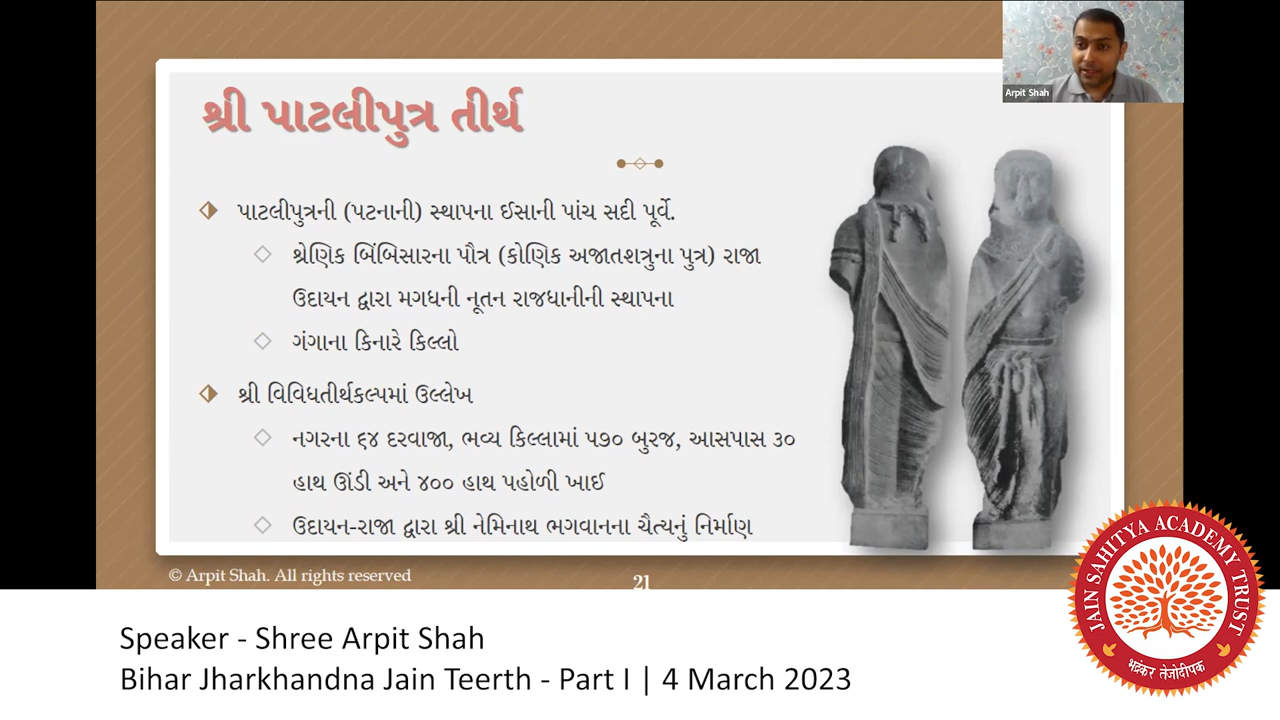 Arpit Shah
શ્રી પાટલીપુત્ર તીર્થ
પાટલીપુત્રની (પટનાની) સ્થાપના ઈસાની પાંચ સદી પૂર્વે.
શ્રેણિક બિંબિસારના પૌત્ર (કોણિક અજાતશત્રુના પુત્ર) રાજા
ઉદાયન દ્વારા મગધની નૂતન રાજધાનીની સ્થાપના
ગંગાના કિનારે કિલ્લો
શ્રી વિવિધતીર્થકલ્પમાં ઉલ્લેખ
નગરના ૬૪ દરવાજા, ભવ્ય કિલ્લામાં ૫૭૦ બુરજ, આસપાસ ૩૦
હાથ ઊંડી અને ૪૦૦ હાથ પહોળી ખાઈ
ઉદાયન-રાજા દ્વારા શ્રી નેમિનાથ ભગવાનના ચૈત્યનું નિર્માણ
© Arpit Shah. All rights reserved
21
JAIN SAHITYA ACADEMY TRUST
भद्रंकर तेजोदीपक
Speaker - Shree Arpit Shah
Bihar Jharkhandna Jain Teerth - Part I | 4 March 2023